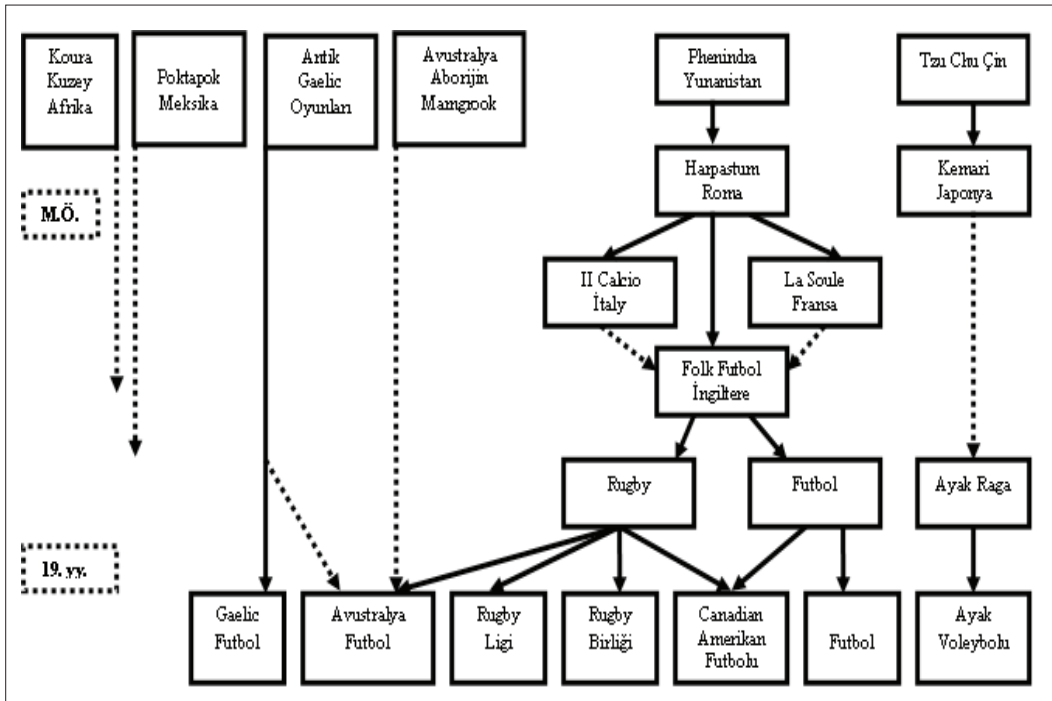 Koura
Kuzey
Afrika
Poktapok
Meksika
Antik
Gaelic
Oyunları
Avustralya
Aborijin
Mamgrook
Phenindra
Yunanistan
Tzu Chu Çin
Harpastum
Roma
Kemari
Japonya
M.Ö.
II Calcio
İtaly
La Soule
Fransa
Folk Futbol
İngiltere
Rugby
Futbol
Ayak Raga
19. yy.
Gaelic
Futbol
Avustralya
Futbol
Rugby
Ligi
Rugby
Birliği
Canadian
Amerikan
Futbolu
Futbol
Ayak
Voleybolu